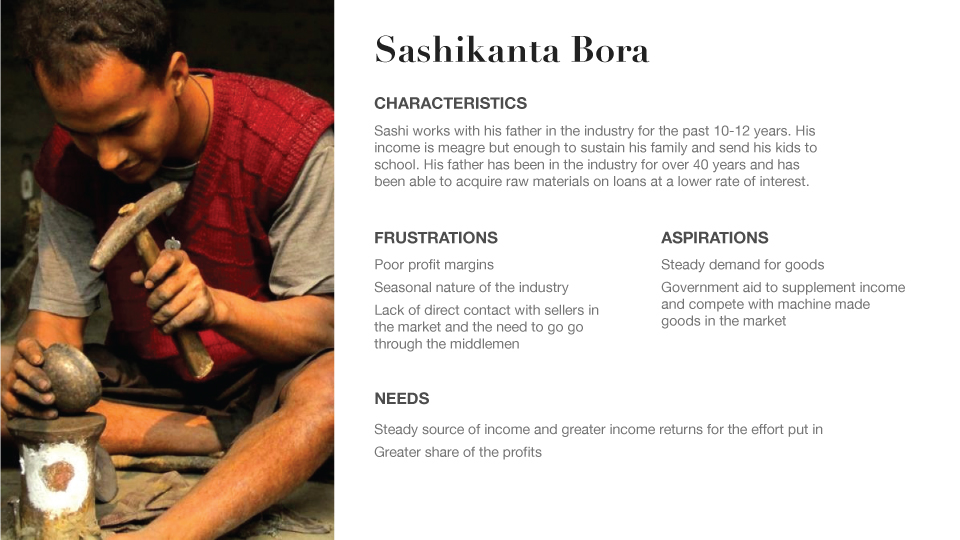 Sashikanta Bora
CHARACTERISTICS
Sashi works with his father in the industry for the past 10-12 years. His
income is meagre but enough to sustain his family and send his kids to
school. His father has been in the industry for over 40 years and has
been able to acquire raw materials on loans at a lower rate of interest.
FRUSTRATIONS
Poor profit margins
Seasonal nature of the industry
Lack of direct contact with sellers in
the market and the need to go go
through the middlemen
ASPIRATIONS
Steady demand for goods
Government aid to supplement income
and compete with machine made
goods in the market
NEEDS
Steady source of income and greater income returns for the effort put in
Greater share of the profits